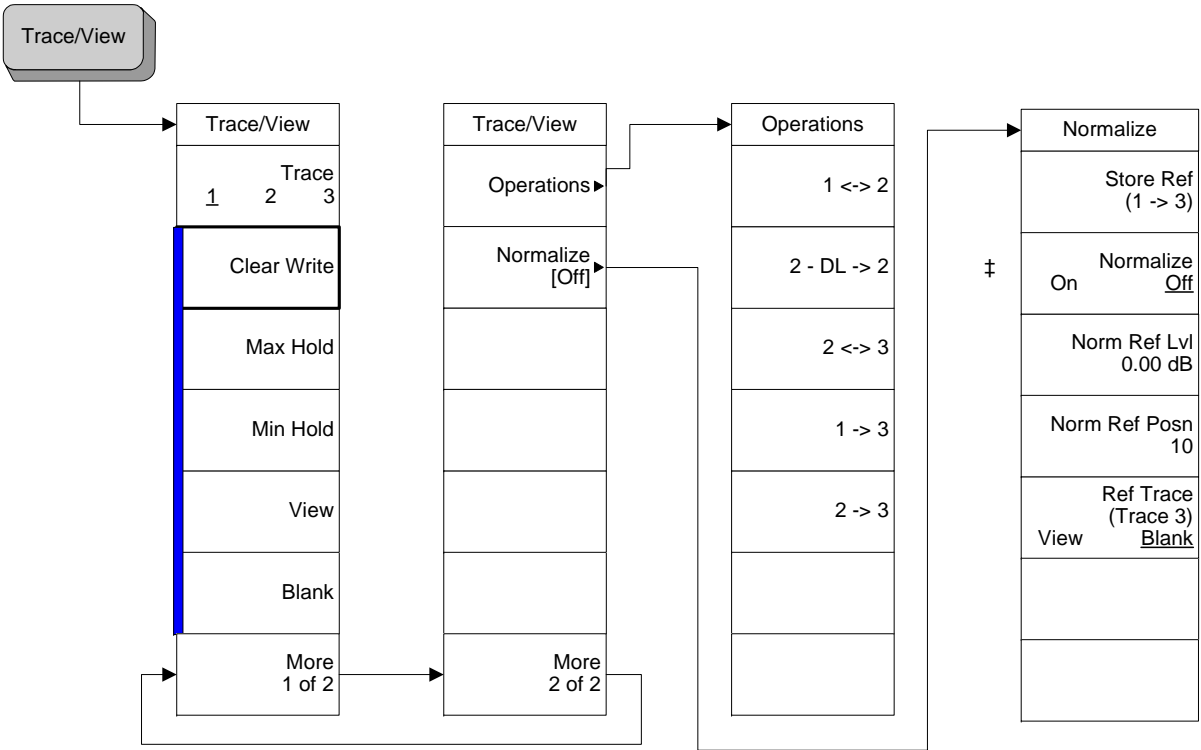 Trace/View
Trace/View
Trace
1 2 3
Clear Write
Max Hold
Min Hold
View
Blank
More
1 of 2
Trace/View
Operations
Normalize
[Off]
More
2 of 2
Operations
1 <-> 2
2 - DL -> 2
2 <-> 3
1 -> 3
2 -> 3
Normalize
Store Ref
(1 -> 3)
‡
Normalize
On Off
Norm Ref Lvl
0.00 dB
Norm Ref Posn
10
Ref Trace
(Trace 3)
View Blank